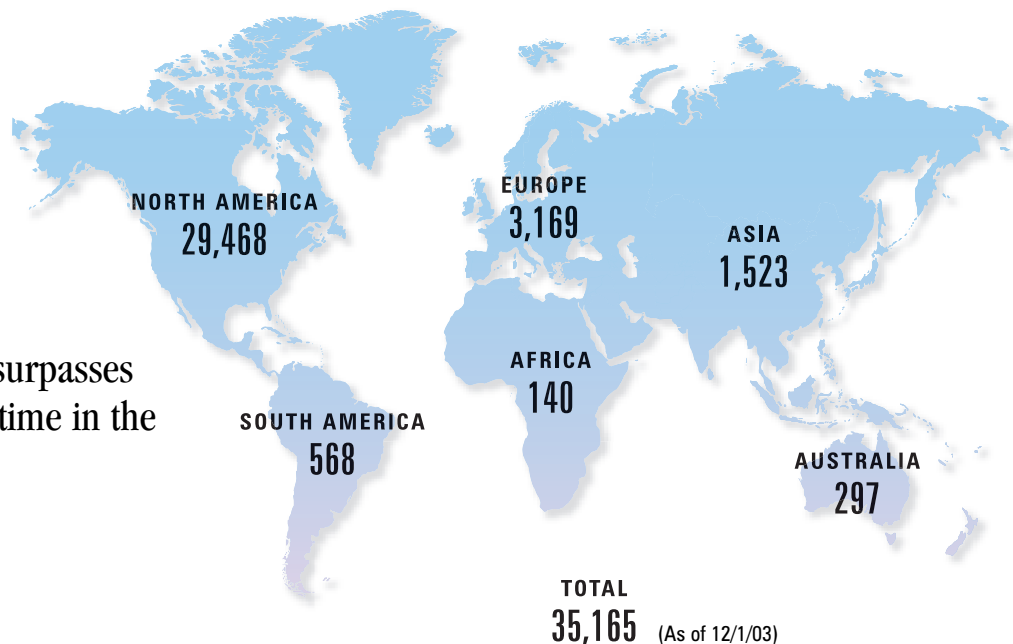 NORTH AMERICA
29,468
EUROPE
3,169
ASIA
1,523
surpasses
time in the
AFRICA
140
SOUTH AMERICA
568
AUSTRALIA
297
TOTAL
35,165 (As of 12/1/03)